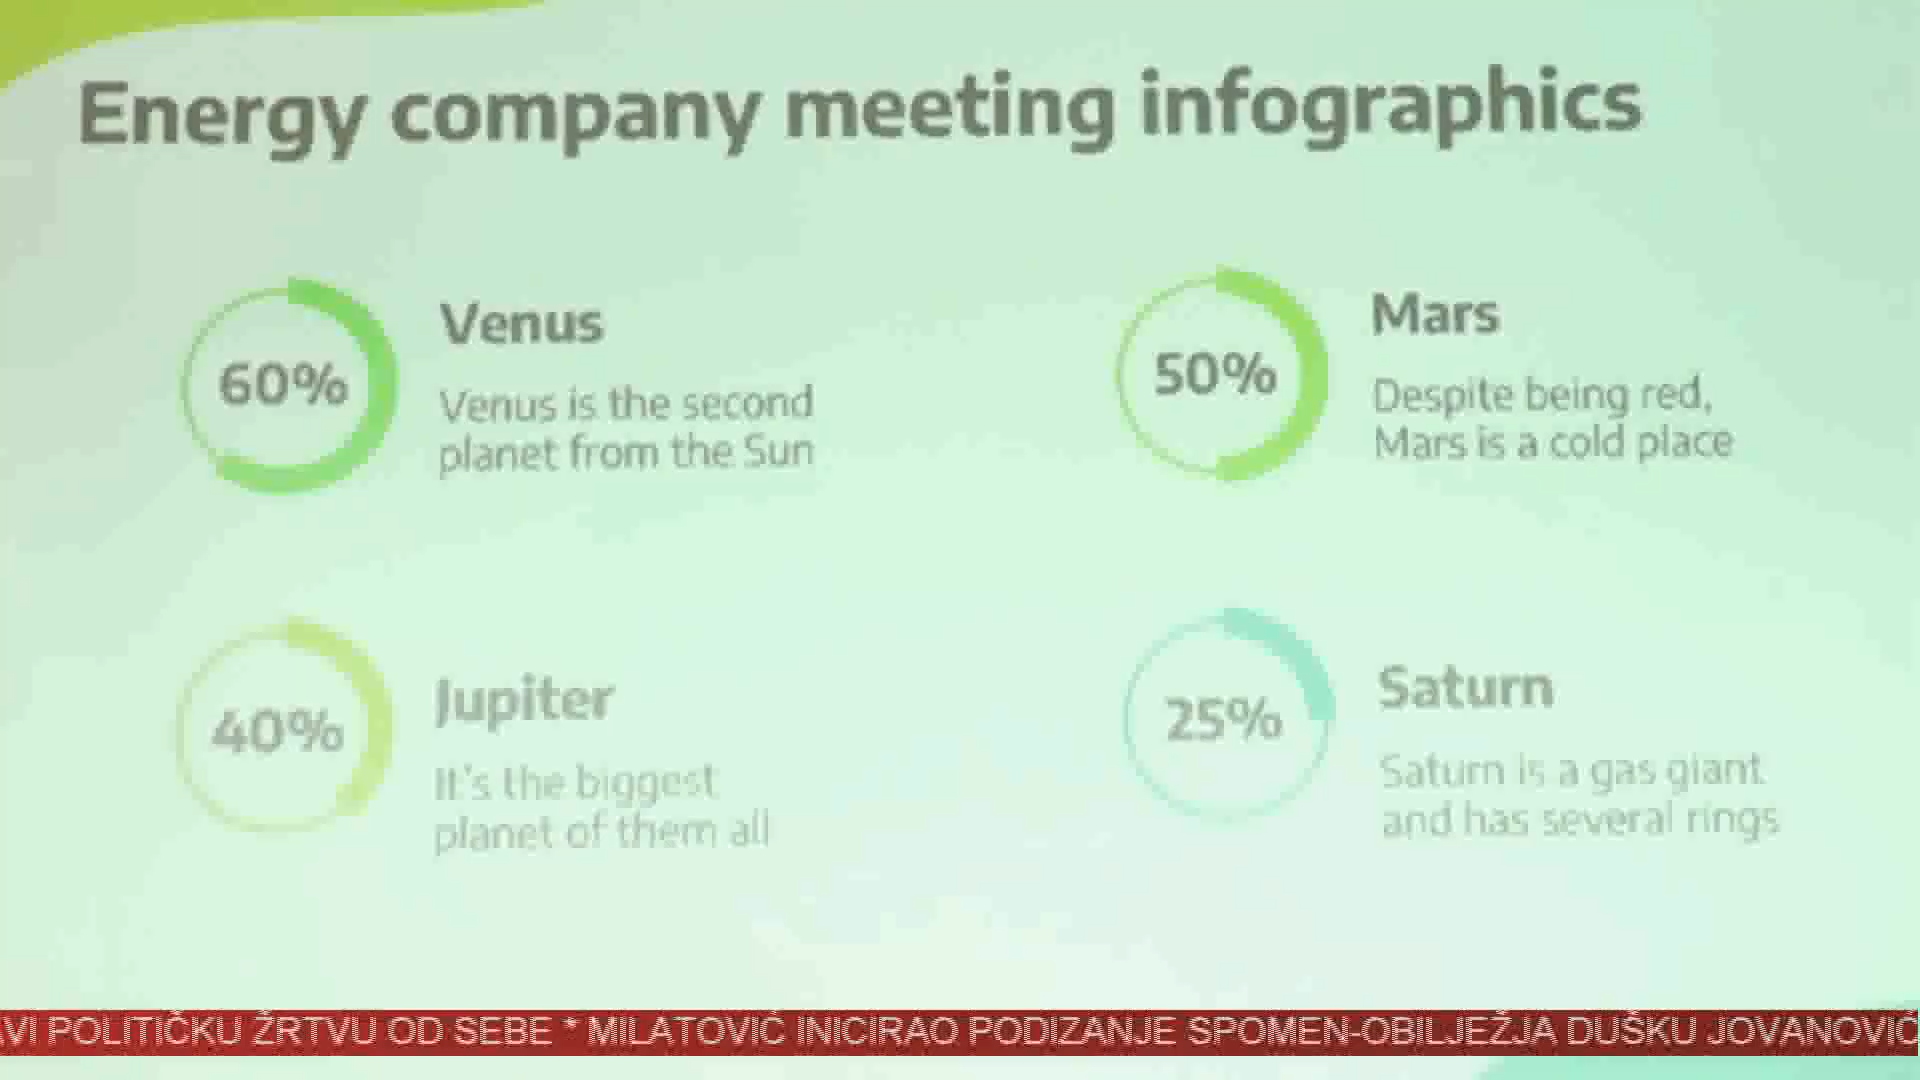 Energy company meeting infographics
60%
Venus
Venus is the second
planet from the Sun
50%
Mars
Despite being red,
Mars is a cold place
40%
Jupiter
It's the biggest
planet of them all
25%
Saturn
Saturn is a gas giant
and has several rings
AVI POLITIČKU ŽRTVU OD SEBE * MILATOVIĆ INICIRAO PODIZANJE SPOMEN-OBILJEŽJA DUŠKU JOVANOVIĆ